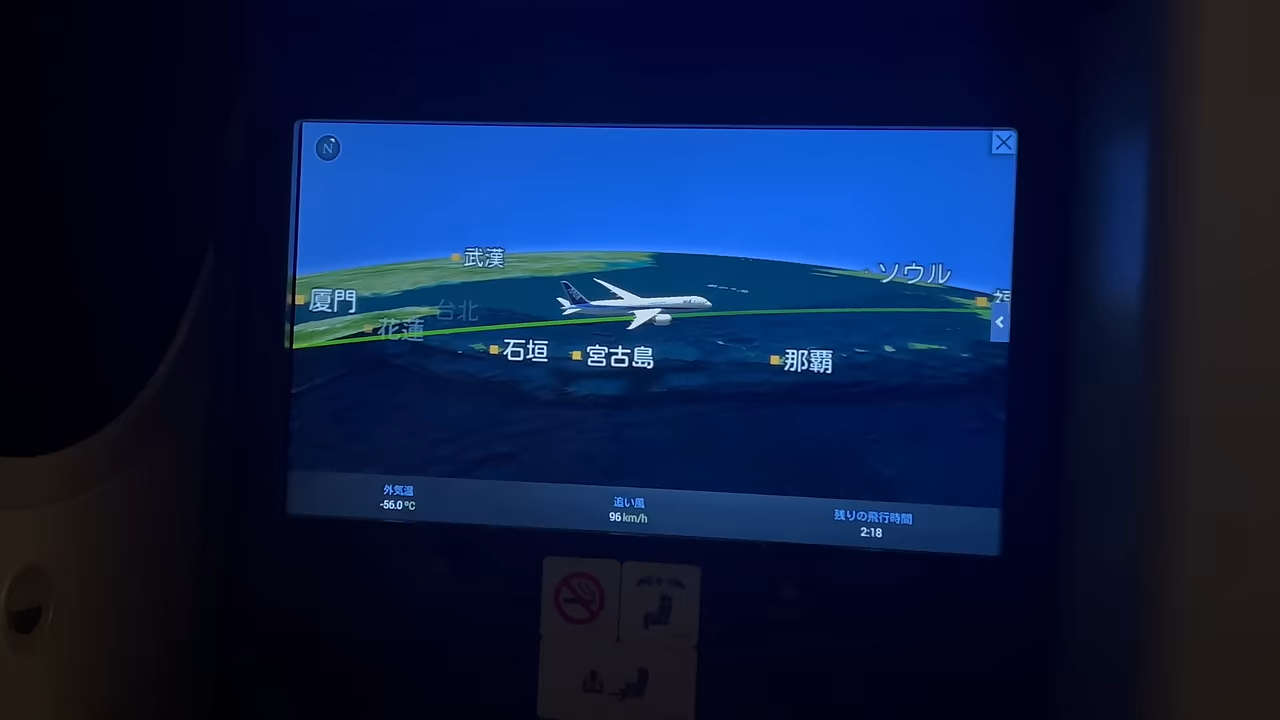 N
武漢
ソウル
厦門
台北
花蓮
石垣
宮古島
那覇
外気温
-56.0 ºC
追い風
96 km/h
残りの飛行時間
2:18